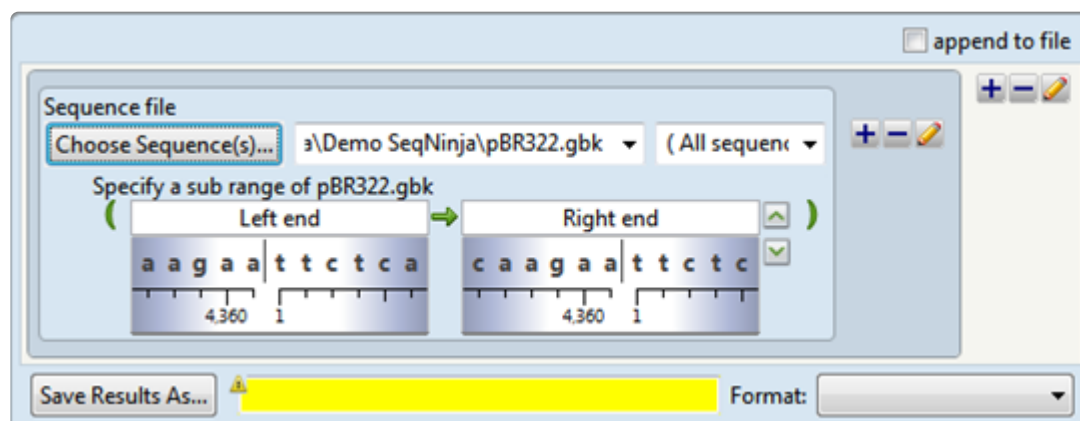 append to file
Sequence file
Choose Sequence(s)... a\Demo SeqNinja\pBR322.gbk ( All sequenc
Specify a sub range of pBR322.gbk
( Left end Right end )
a a g a a t t c t c a c a a g a a t t c t c
4,360 1 4,360 1
Save Results As... Format: